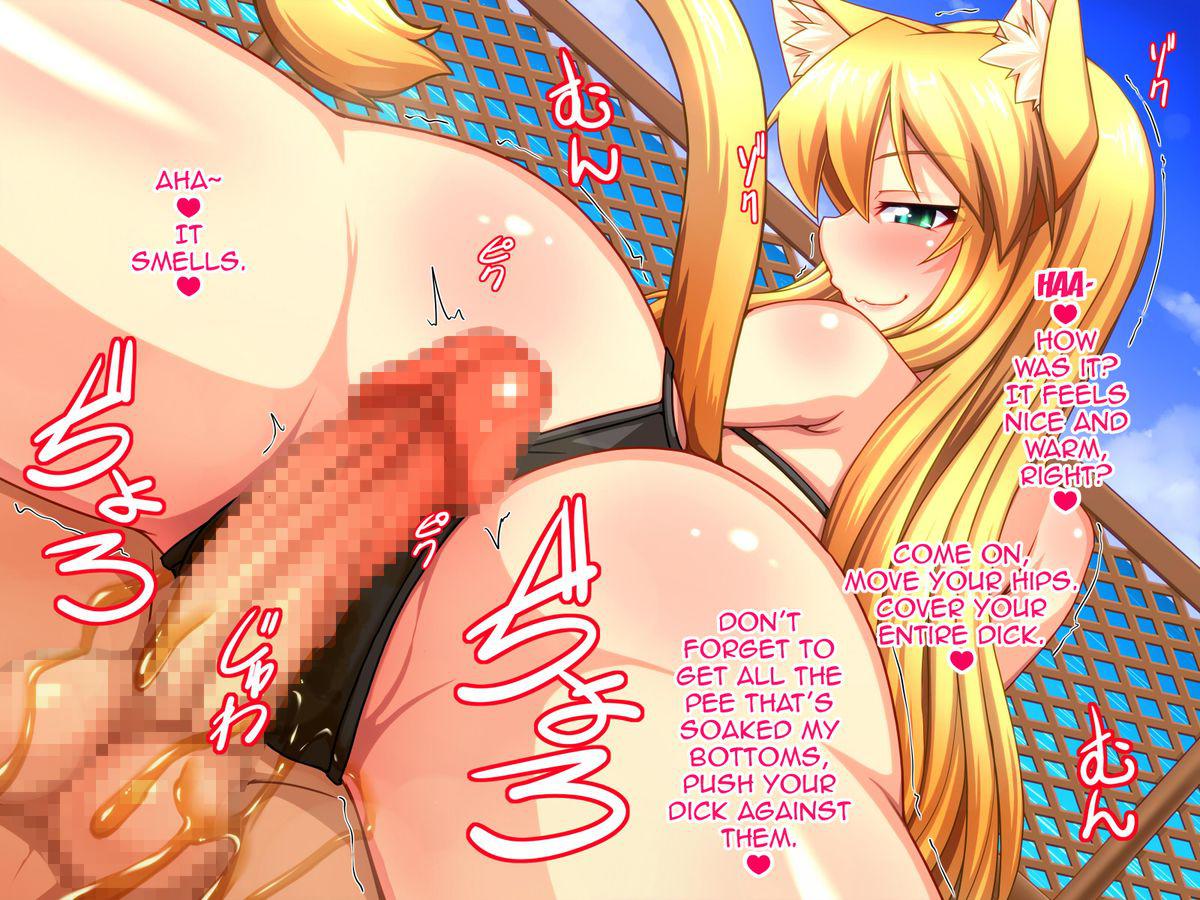 AHA~
♥
IT
SMELLS.
♥
むん
ゾク
ゾク
ピク
HAA-
♥
HOW
WAS IT?
IT FEELS
NICE AND
WARM,
RIGHT?
♥
ぢょろ
ピク
じゅわ
ぢょろ
COME ON,
MOVE YOUR HIPS.
COVER YOUR
ENTIRE DICK.
♥
DON'T
FORGET TO
GET ALL THE
PEE THAT'S
SOAKED MY
BOTTOMS,
PUSH YOUR
DICK AGAINST
THEM.
♥
むん